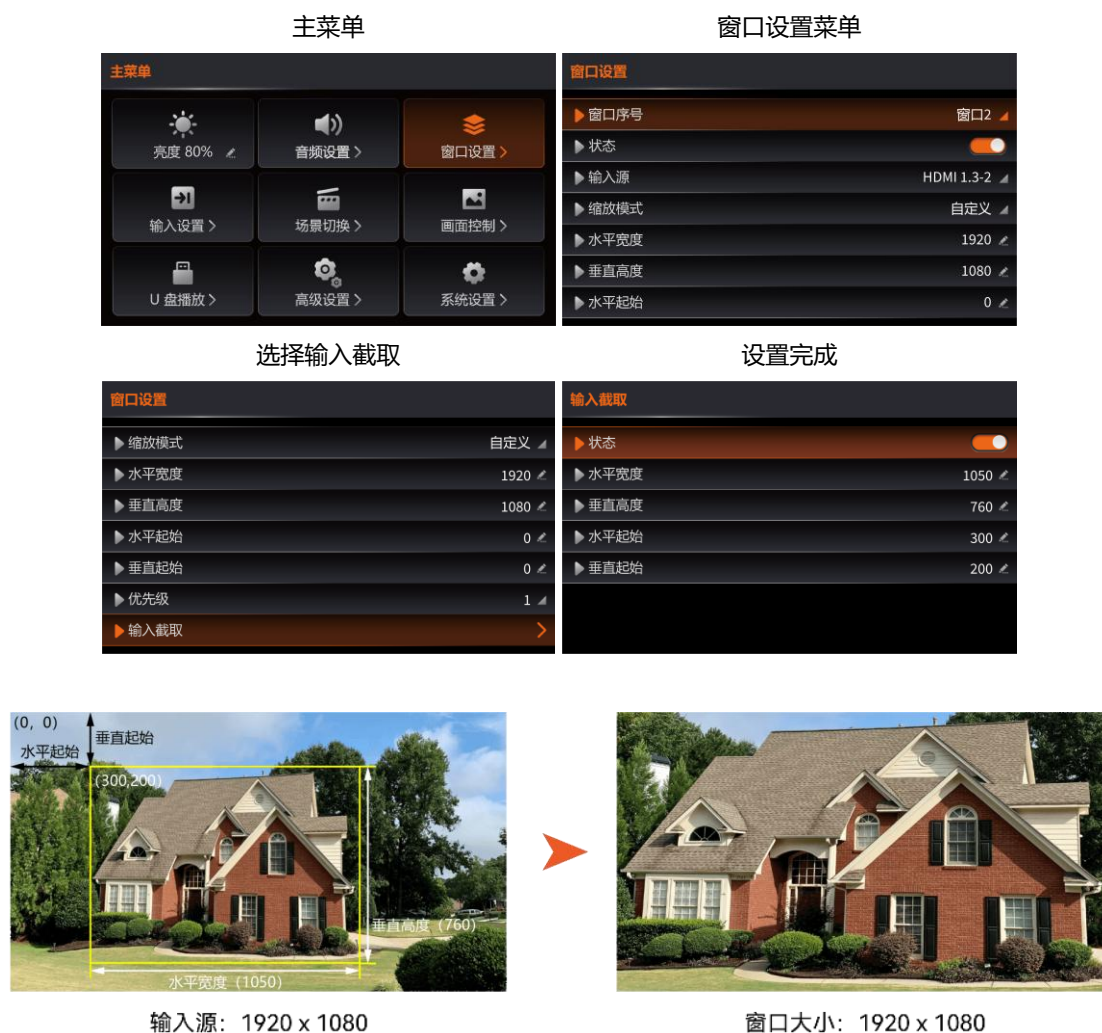 主菜单
窗口设置菜单
主菜单
亮度 80%
音频设置
窗口设置
输入设置
场景切换
画面控制
U 盘播放
高级设置
系统设置
窗口设置
窗口序号 窗口2
状态
输入源 HDMI 1.3-2
缩放模式 自定义
水平宽度 1920
垂直高度 1080
水平起始 0
选择输入截取
设置完成
窗口设置
缩放模式 自定义
水平宽度 1920
垂直高度 1080
水平起始 0
垂直起始 0
优先级 1
输入截取
输入截取
状态
水平宽度 1050
垂直高度 760
水平起始 300
垂直起始 200
(0, 0)
垂直起始
水平起始
(300,200)
垂直高度 (760)
水平宽度 (1050)
输入源: 1920 x 1080
窗口大小: 1920 x 1080